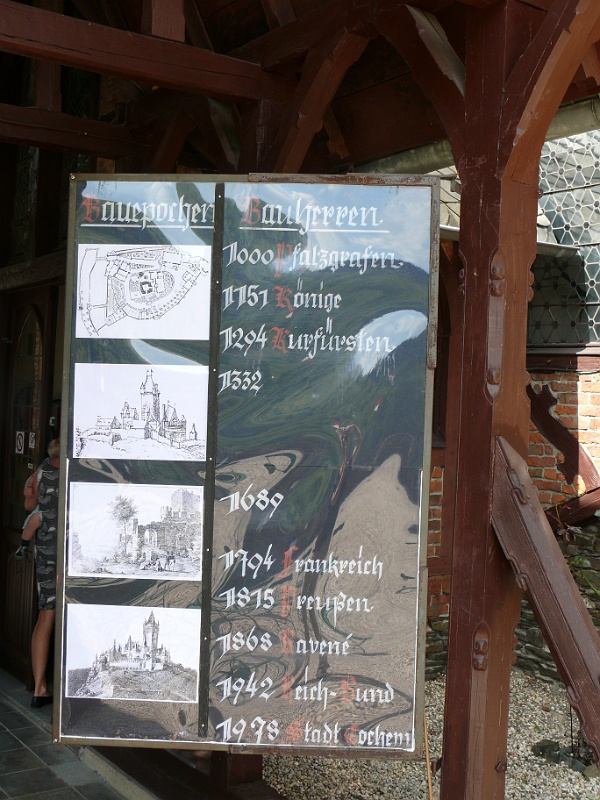 Bauepochen
Bauherren
1000 Pfalzgrafen
1151 Könige
1294 Kurfürsten
1332
1689
1794 Frankreich
1815 Preußen
1868 Ravené
1942 Reich-Bund
1978 Stadt Cochem